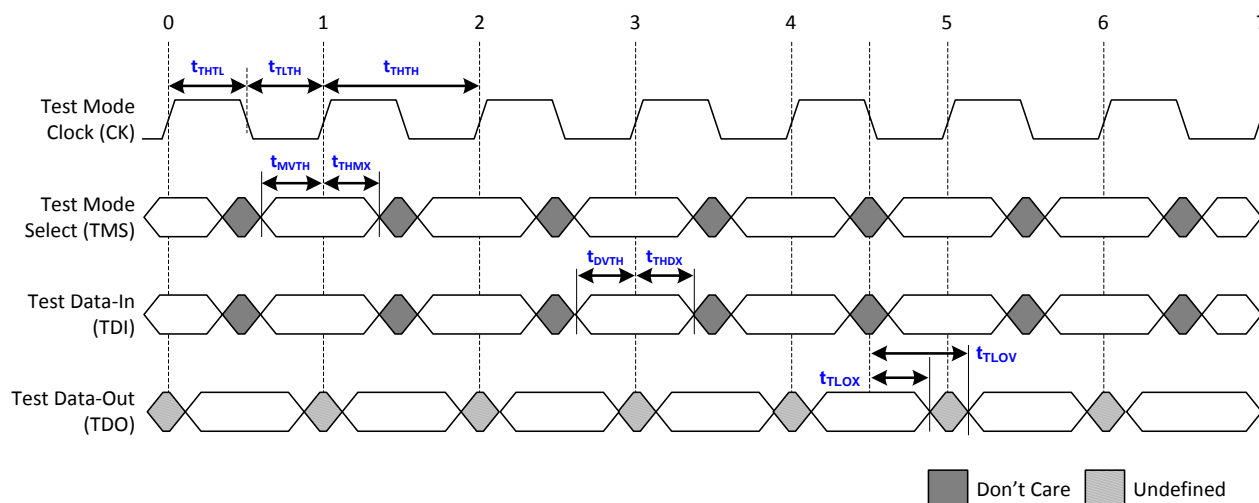 0 1 2 3 4 5 6 7
tTHTL tTLTH tTHTH
Test Mode
Clock (CK)
tMVTH tTHMX
Test Mode
Select (TMS)
tDVTH tTHDX
Test Data-In
(TDI)
tTLOV
tTLOX
Test Data-Out
(TDO)
Don't Care Undefined